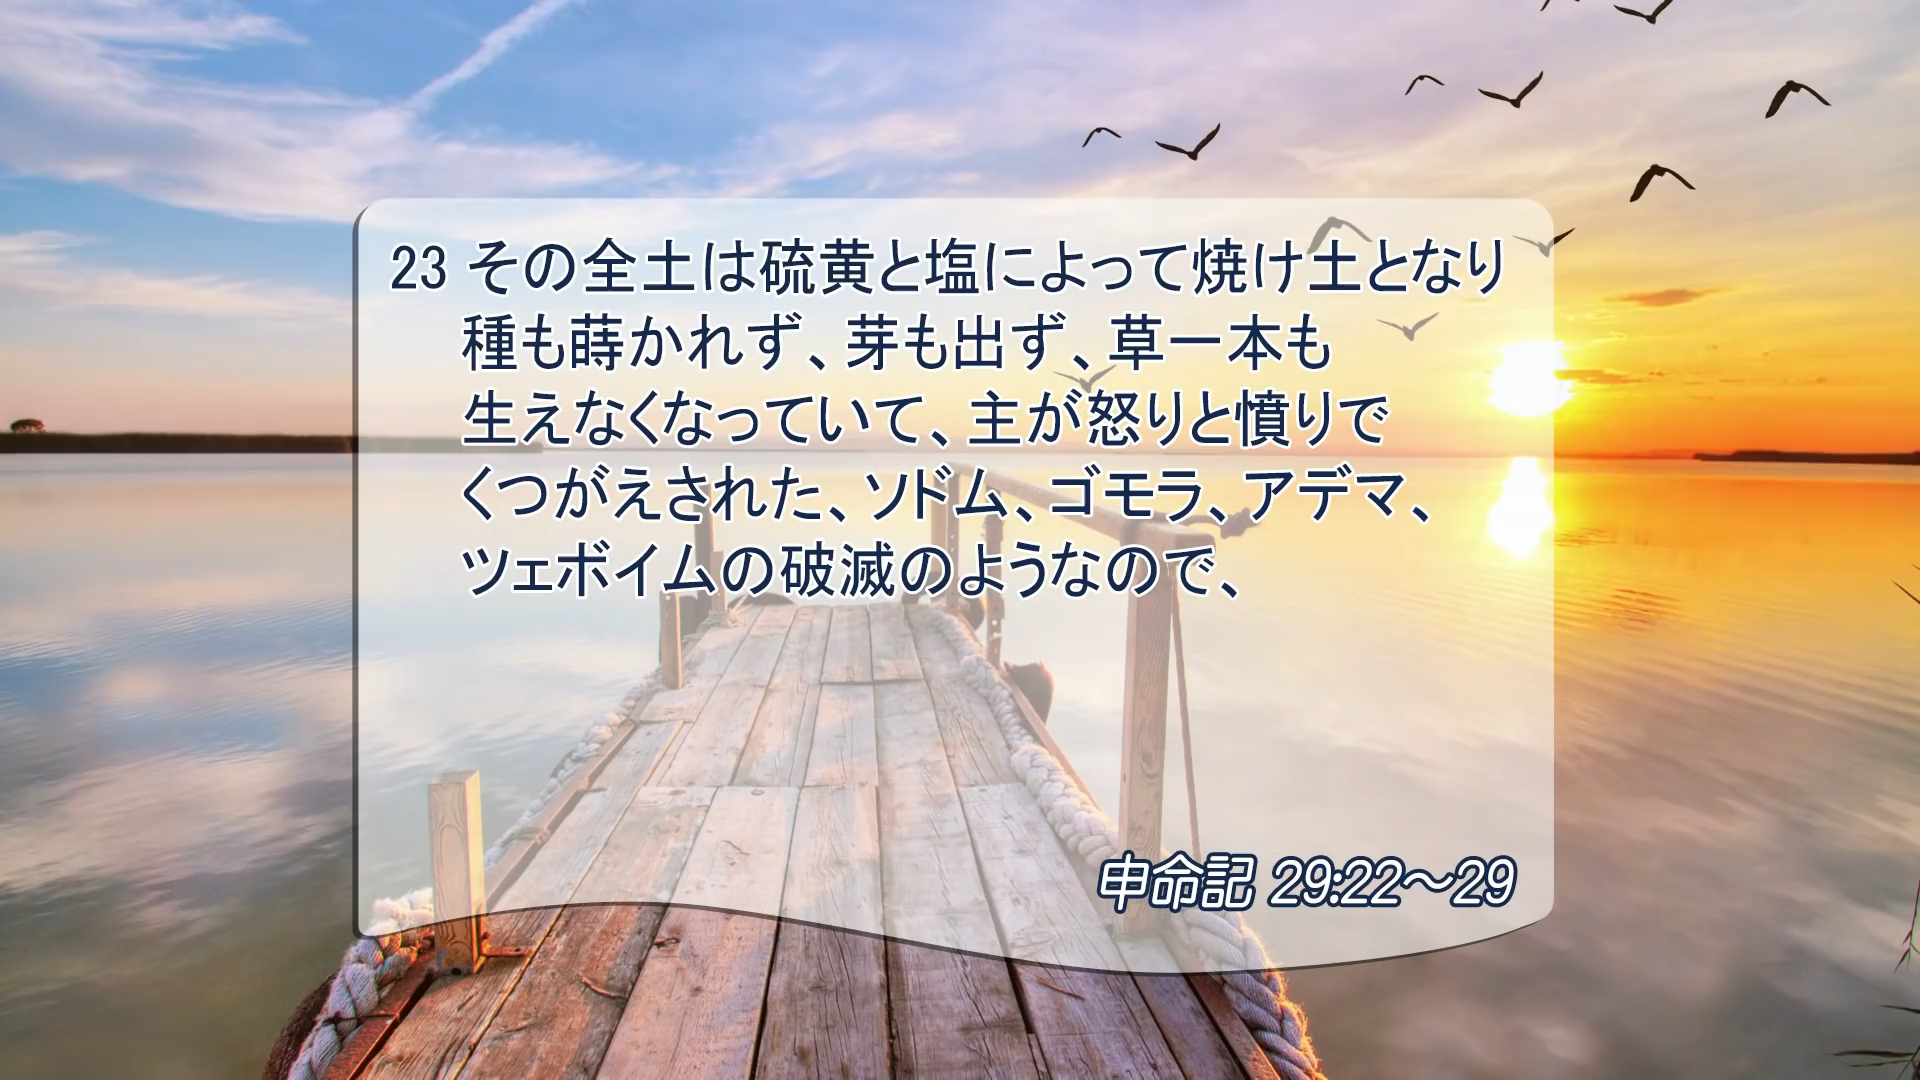 23 その全土は硫黄と塩によって焼け土となり
種も蒔かれず、芽も出ず、草一本も
生えなくなっていて、主が怒りと憤りで
くつがえされた、ソドム、ゴモラ、アデマ、
ツェボイムの破滅のようなので、
申命記 29:22～29